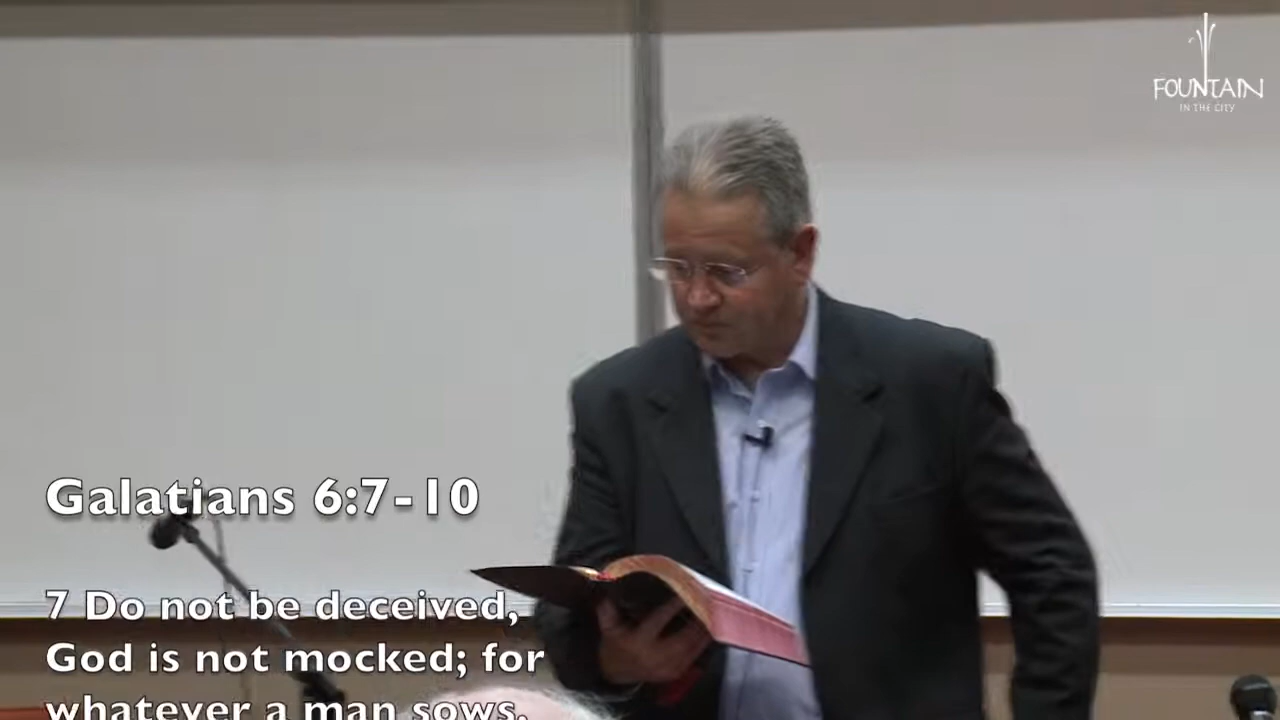 FOUNTAIN
IN THE CITY
Galatians 6:7-10
7 Do not be deceived,
God is not mocked; for
whatever a man sows,